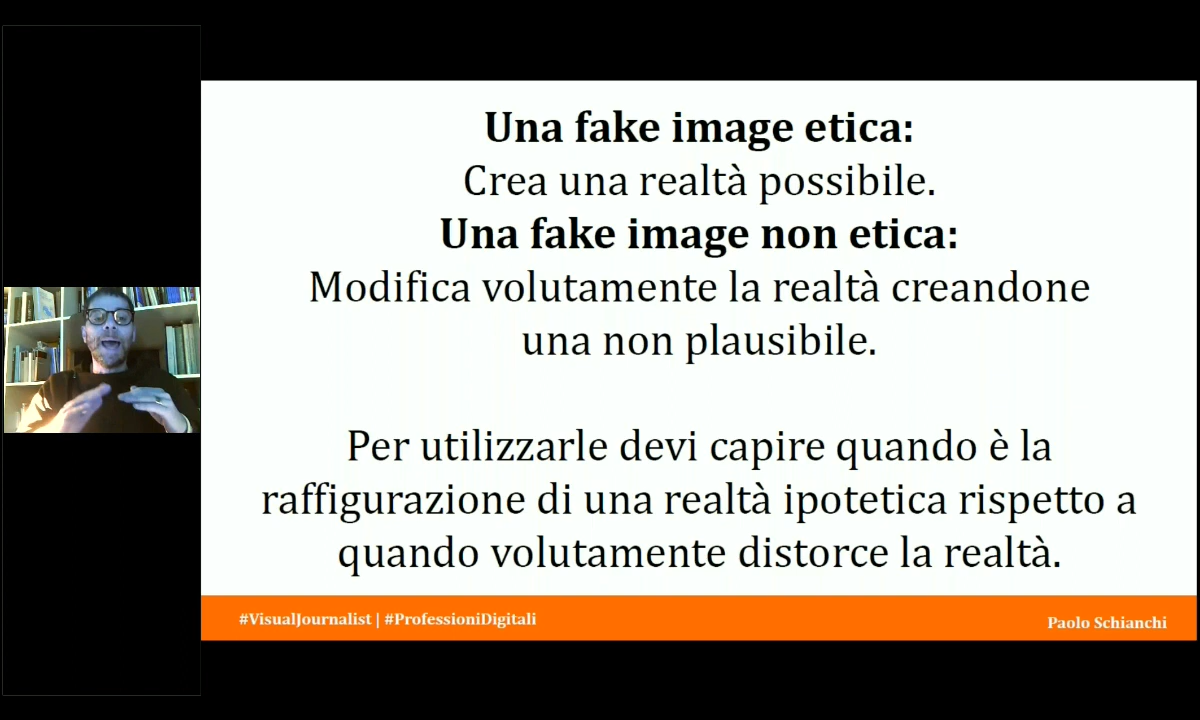 Una fake image etica:
Crea una realtà possibile.
Una fake image non etica:
Modifica volutamente la realtà creandone
una non plausibile.
Per utilizzarle devi capire quando è la
raffigurazione di una realtà ipotetica rispetto a
quando volutamente distorce la realtà.
#VisualJournalist | #ProfessioniDigitali
Paolo Schianchi